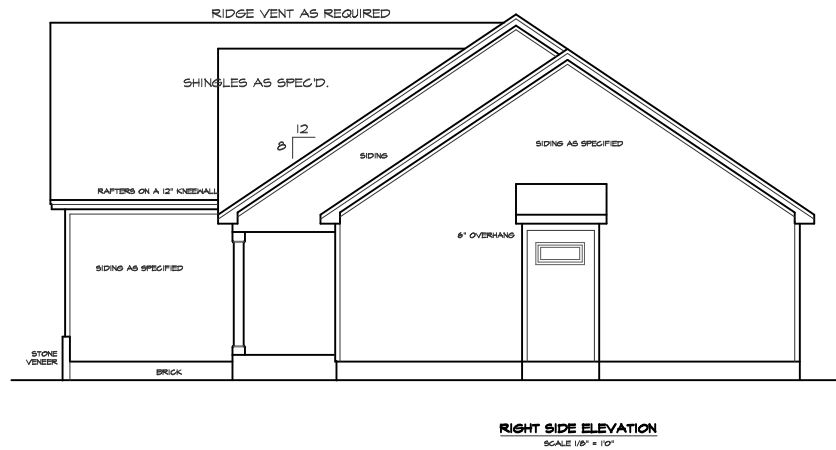 RIDGE VENT AS REQUIRED
SHINGLES AS SPEC'D.
12
8
SIDING
SIDING AS SPECIFIED
RAFTERS ON A 12" KNEEWALL
6" OVERHANG
SIDING AS SPECIFIED
STONE
VENEER
BRICK
RIGHT SIDE ELEVATION
SCALE 1/8" = 1'0"